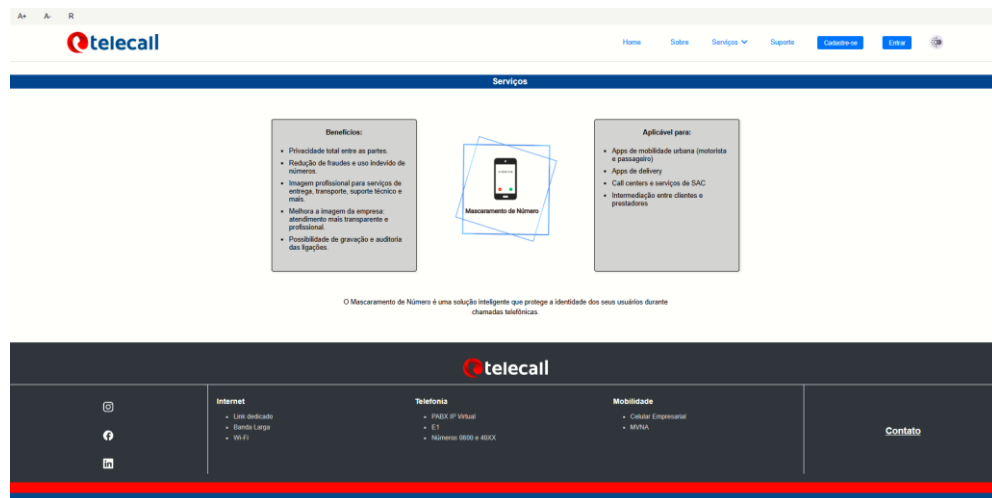 A+ A- R
telecall
Home Sobre Serviços Suporte Cadastre-se Entrar
Serviços
Benefícios:
• Privacidade total entre as partes.
• Redução de fraudes e uso indevido de
números.
• Imagem profissional para serviços de
entrega, transporte, suporte técnico e
mais.
• Melhora a imagem da empresa:
atendimento mais transparente e
profissional.
• Possibilidade de gravação e auditoria
das ligações.
Mascaramento de Número
Aplicável para:
• Apps de mobilidade urbana (motorista
e passageiro)
• Apps de delivery
• Call centers e serviços de SAC
• Intermediação entre clientes e
prestadores
O Mascaramento de Número é uma solução inteligente que protege a identidade dos seus usuários durante
chamadas telefônicas.
telecall
Internet
• Link dedicado
• Banda Larga
• Wi-Fi
Telefonia
• PABX IP Virtual
• E1
• Números 0800 e 40XX
Mobilidade
• Celular Empresarial
• MVNA
Contato